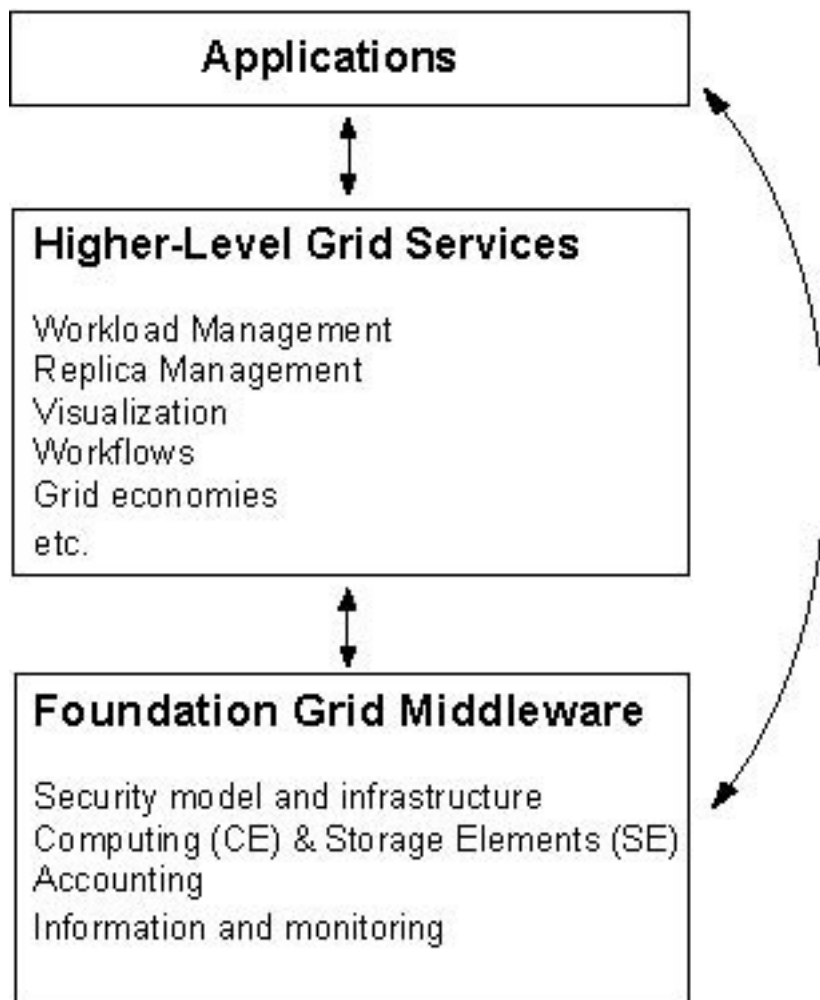 Applications
Higher-Level Grid Services
Workload Management
Replica Management
Visualization
Workflows
Grid economies
etc.
Foundation Grid Middleware
Security model and infrastructure
Computing (CE) & Storage Elements (SE)
Accounting
Information and monitoring